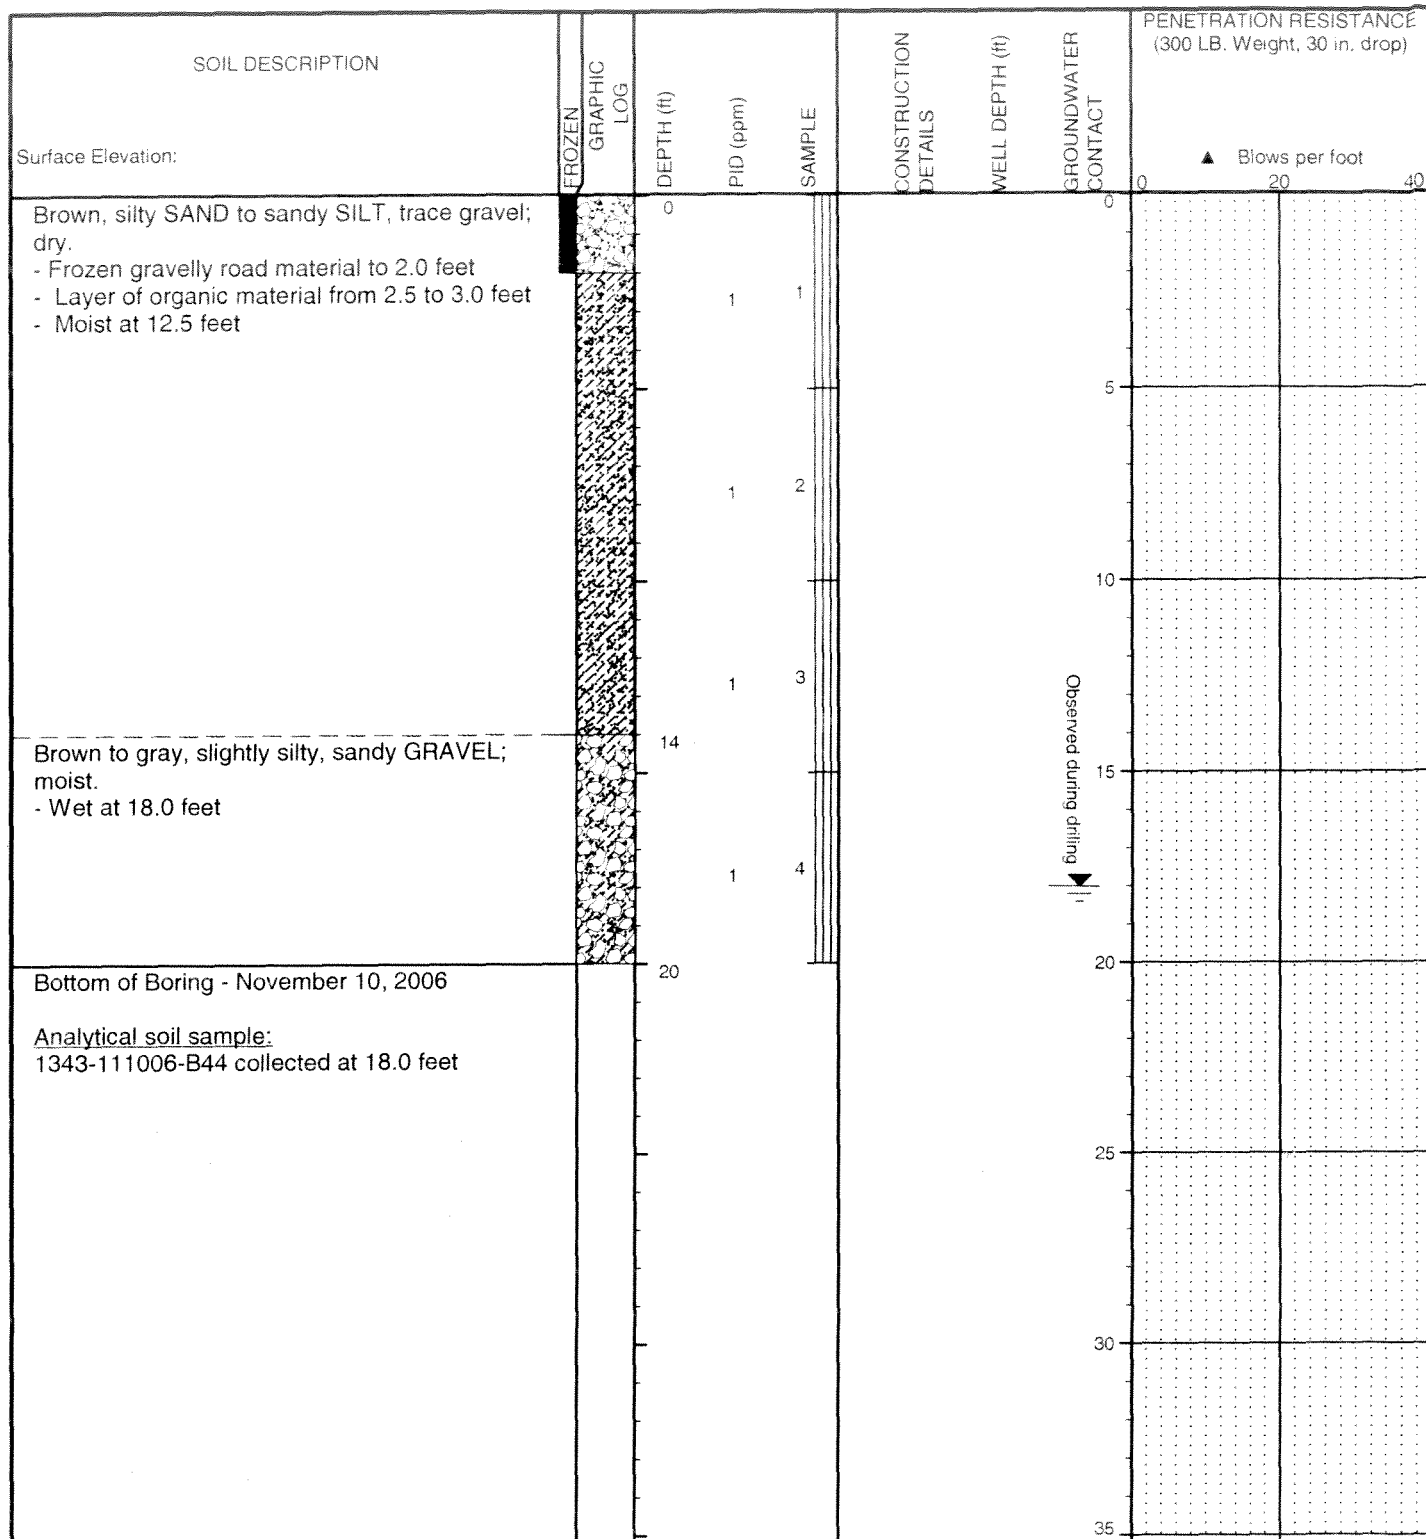 SOIL DESCRIPTION
Surface Elevation:
FROZEN
GRAPHIC
LOG
DEPTH (ft)
PID (ppm)
SAMPLE
CONSTRUCTION
DETAILS
WELL DEPTH (ft)
GROUNDWATER
CONTACT
PENETRATION RESISTANCE
(300 LB. Weight, 30 in. drop)
▲ Blows per foot
0 20 40
Brown, silty SAND to sandy SILT, trace gravel;
dry.
- Frozen gravelly road material to 2.0 feet
- Layer of organic material from 2.5 to 3.0 feet
- Moist at 12.5 feet
0
1 1
1 2
1 3
14
Brown to gray, slightly silty, sandy GRAVEL;
moist.
- Wet at 18.0 feet
1 4
20
Bottom of Boring - November 10, 2006
Analytical soil sample:
1343-111006-B44 collected at 18.0 feet
Observed during driling
0
5
10
15
20
25
30
35